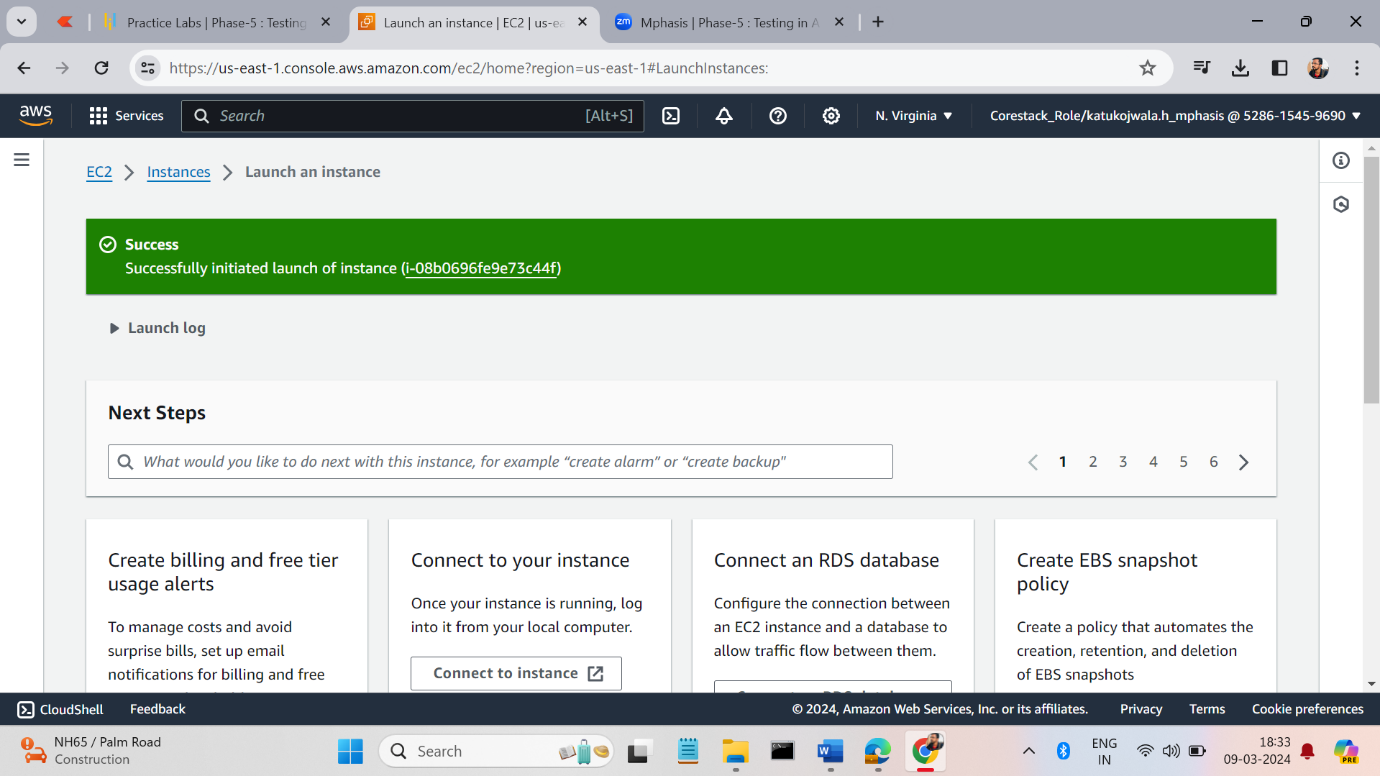 Practice Labs | Phase-5 : Testing
Launch an instance | EC2 | us-ea
zm
Mphasis | Phase-5 : Testing in A
https://us-east-1.console.aws.amazon.com/ec2/home?region=us-east-1#LaunchInstances:
aws
Services
Search
[Alt+S]
N. Virginia
Corestack_Role/katukojwala.h_mphasis @ 5286-1545-9690
EC2
Instances
Launch an instance
Success
Successfully initiated launch of instance (i-08b0696fe9e73c44f)
Launch log
Next Steps
What would you like to do next with this instance, for example “create alarm” or “create backup"
1 2 3 4 5 6
Create billing and free tier
usage alerts
To manage costs and avoid
surprise bills, set up email
notifications for billing and free
Connect to your instance
Once your instance is running, log
into it from your local computer.
Connect to instance
Connect an RDS database
Configure the connection between
an EC2 instance and a database to
allow traffic flow between them.
Create EBS snapshot
policy
Create a policy that automates the
creation, retention, and deletion
of EBS snapshots
CloudShell
Feedback
© 2024, Amazon Web Services, Inc. or its affiliates.
Privacy
Terms
Cookie preferences
NH65 / Palm Road
Construction
Search
ENG
IN
18:33
09-03-2024
PRE